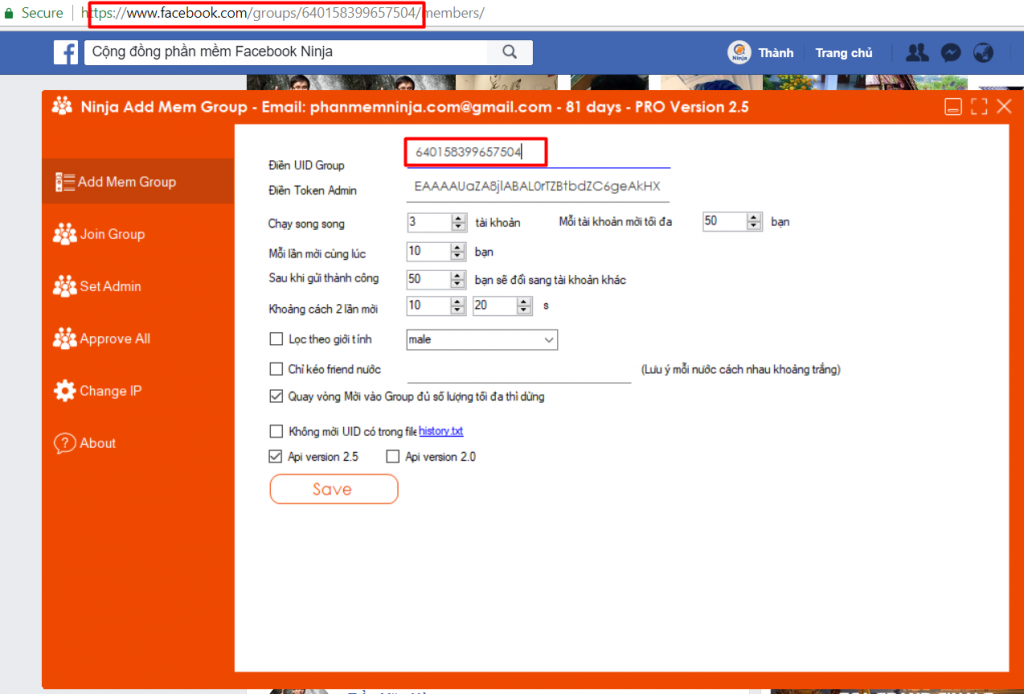 Secure https://www.facebook.com/groups/640158399657504/members/
Cộng đồng phần mềm Facebook Ninja
Thành
Trang chủ
Ninja Add Mem Group - Email: phanmemninja.com@gmail.com - 81 days - PRO Version 2.5
Add Mem Group
Join Group
Set Admin
Approve All
Change IP
About
Điền UID Group 640158399657504
Điền Token Admin EAAAAUaZA8jlABAL0rTZBtbdZC6geAkHX
Chạy song song 3 tài khoản Mỗi tài khoản mời tối đa 50 bạn
Mỗi lần mời cùng lúc 10 bạn
Sau khi gửi thành công 50 bạn sẽ đổi sang tài khoản khác
Khoảng cách 2 lần mời 10 20 s
Lọc theo giới tính male
Chỉ kéo friend nước (Lưu ý mỗi nước cách nhau khoảng trắng)
Quay vòng Mời vào Group đủ số lượng tối đa thì dừng
Không mời UID có trong file history.txt
Api version 2.5 Api version 2.0
Save